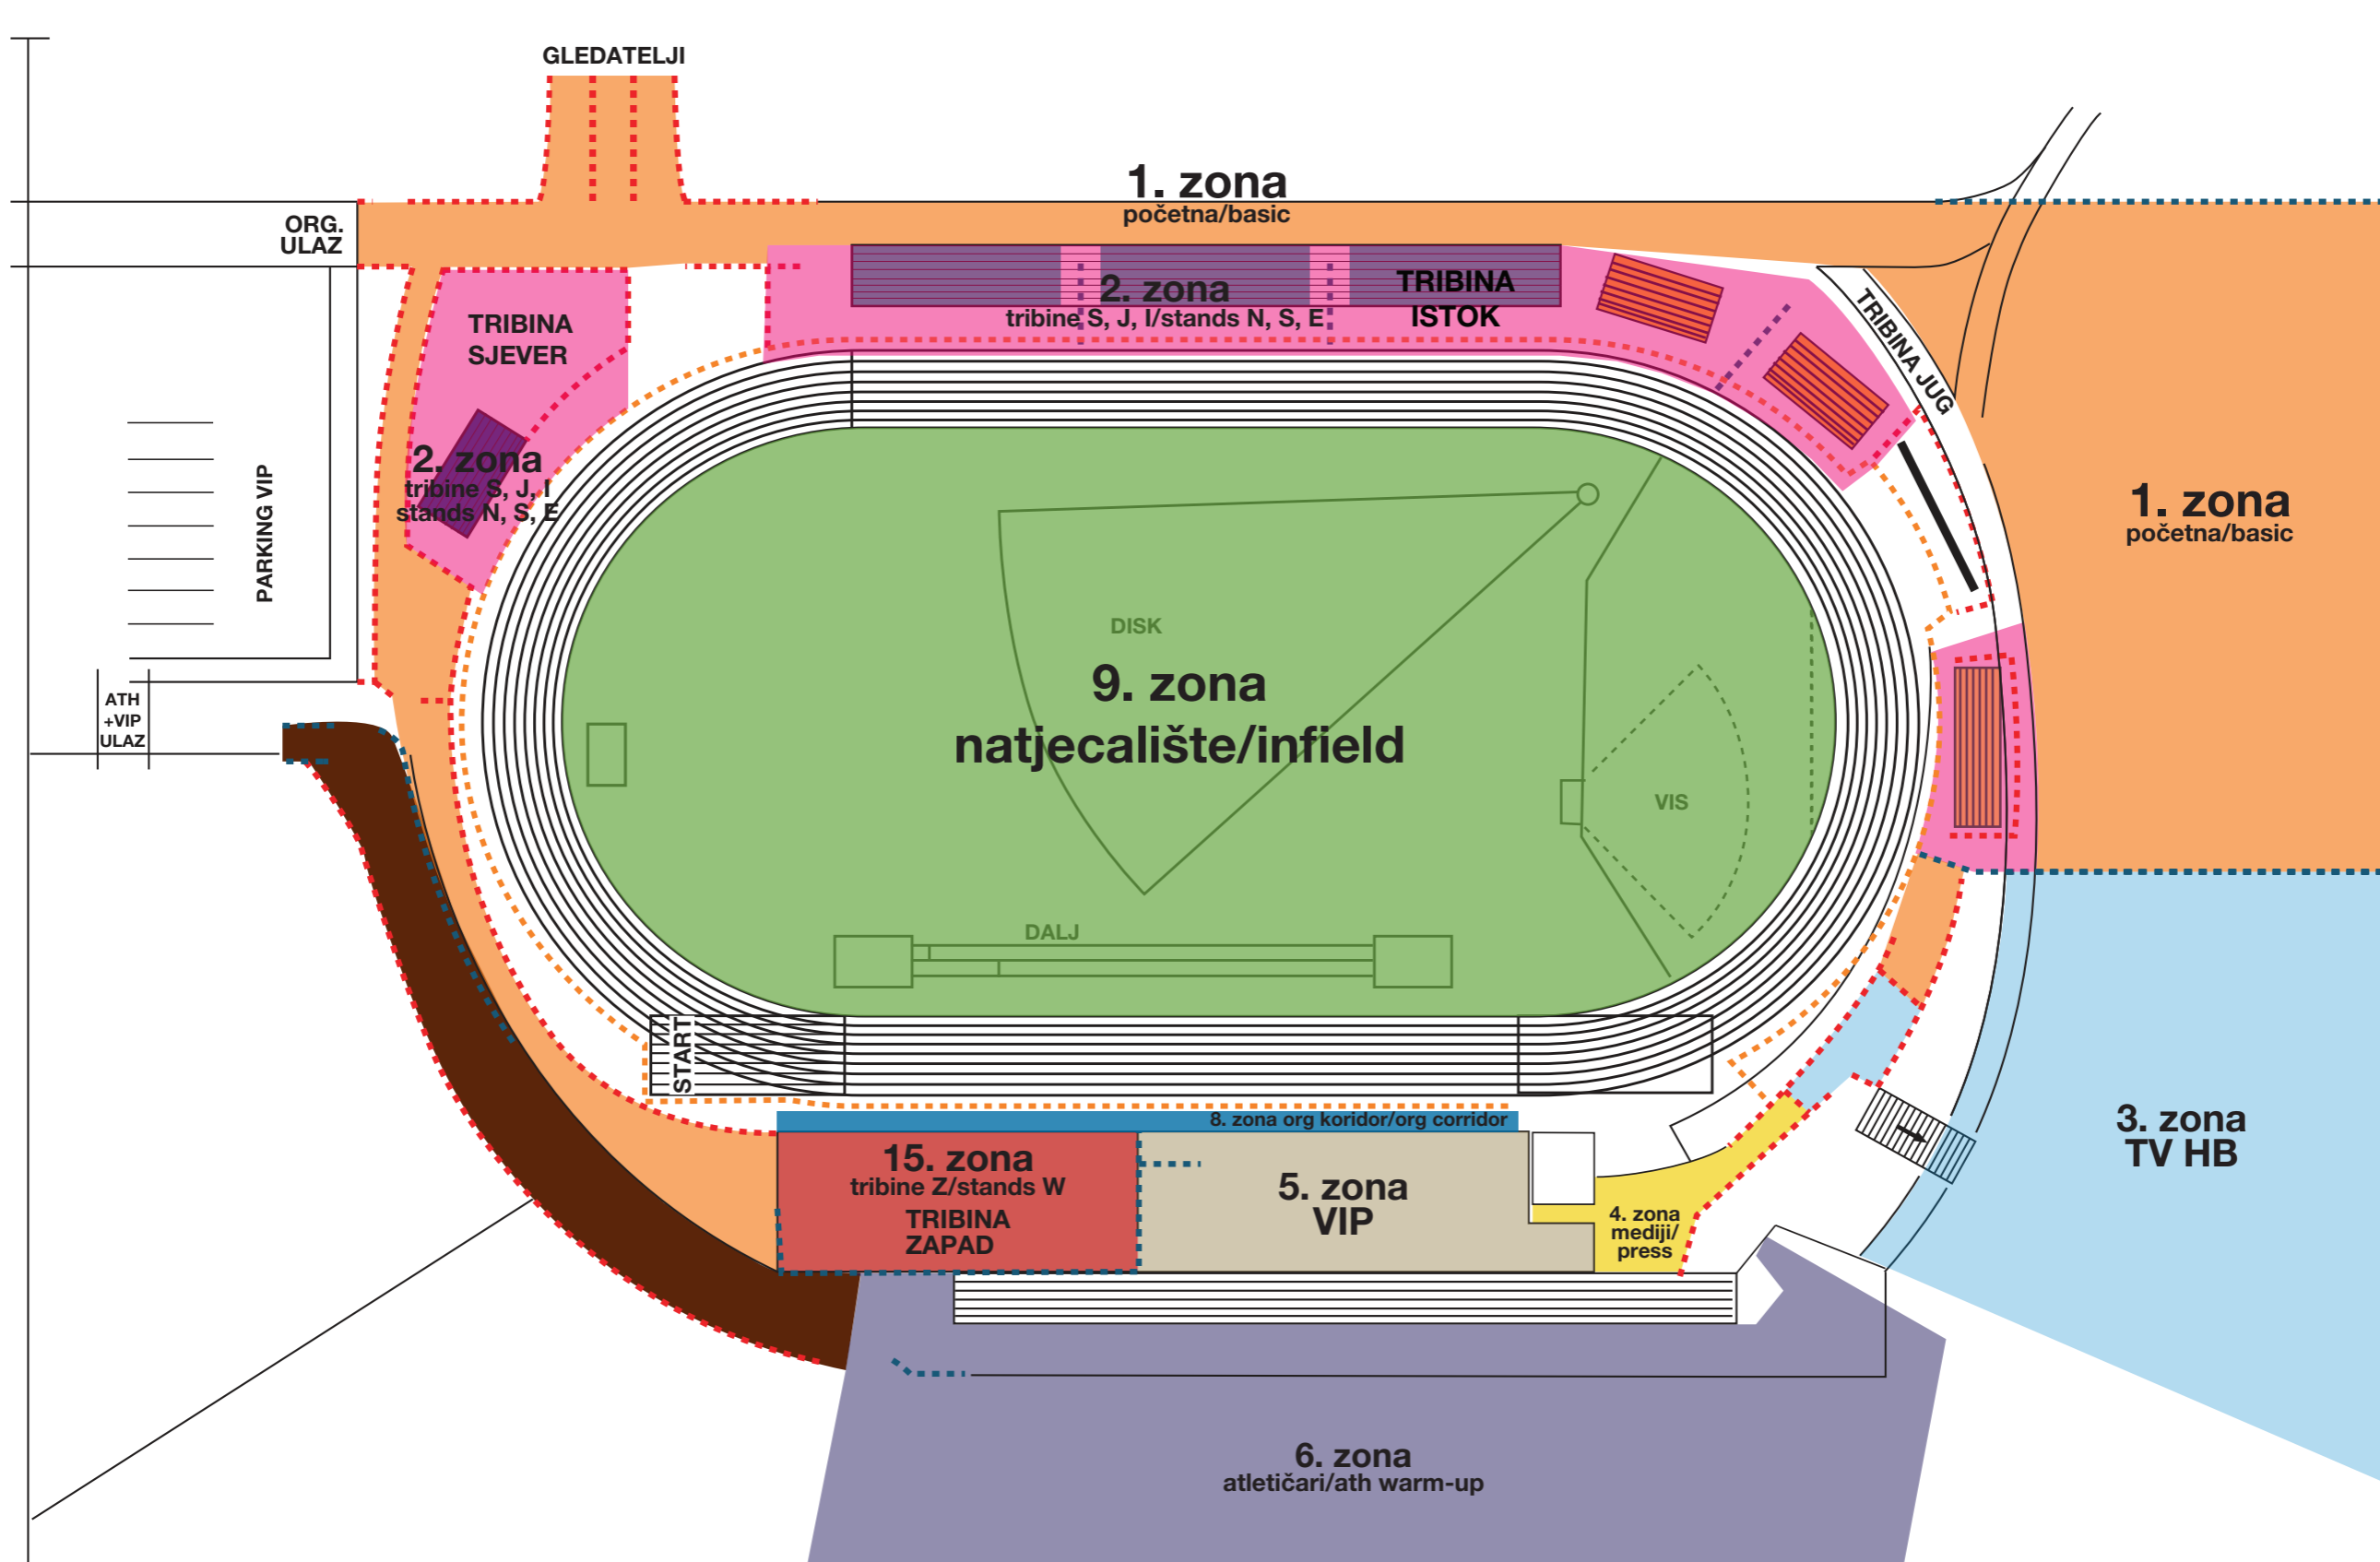 GLEDATELJI
1. zona
početna/basic
ORG.
ULAZ
2. zona
tribine S, J, I/stands N, S, E
TRIBINA
ISTOK
TRIBINA
SJEVER
TRIBINA JUG
2. zona
tribine S, J, I
stands N, S, E
PARKING VIP
1. zona
početna/basic
DISK
9. zona
natjecalište/infield
VIS
ATH
+VIP
ULAZ
DALJ
START
8. zona org koridor/org corridor
15. zona
tribine Z/stands W
TRIBINA
ZAPAD
5. zona
VIP
4. zona
mediji/
press
3. zona
TV HB
6. zona
atletičari/ath warm-up